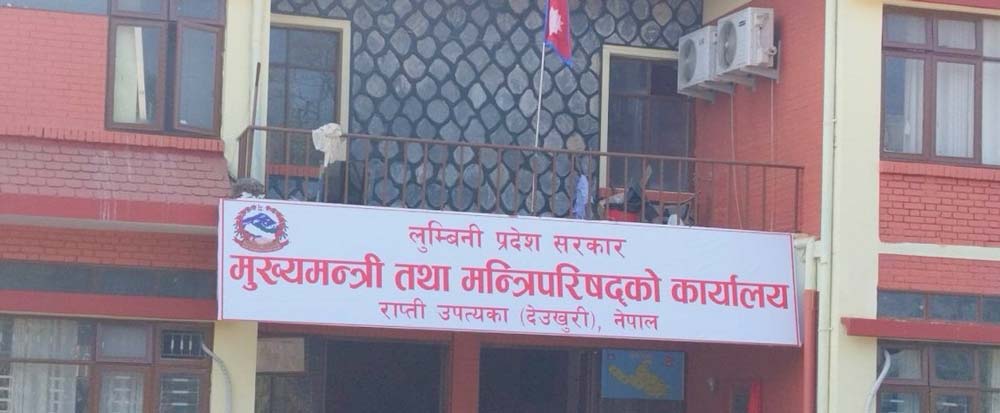 लुम्बिनी प्रदेश सरकार
मुख्यमन्त्री तथा मन्त्रिपरिषद्को कार्यालय
राप्ती उपत्यका (देउखुरी), नेपाल